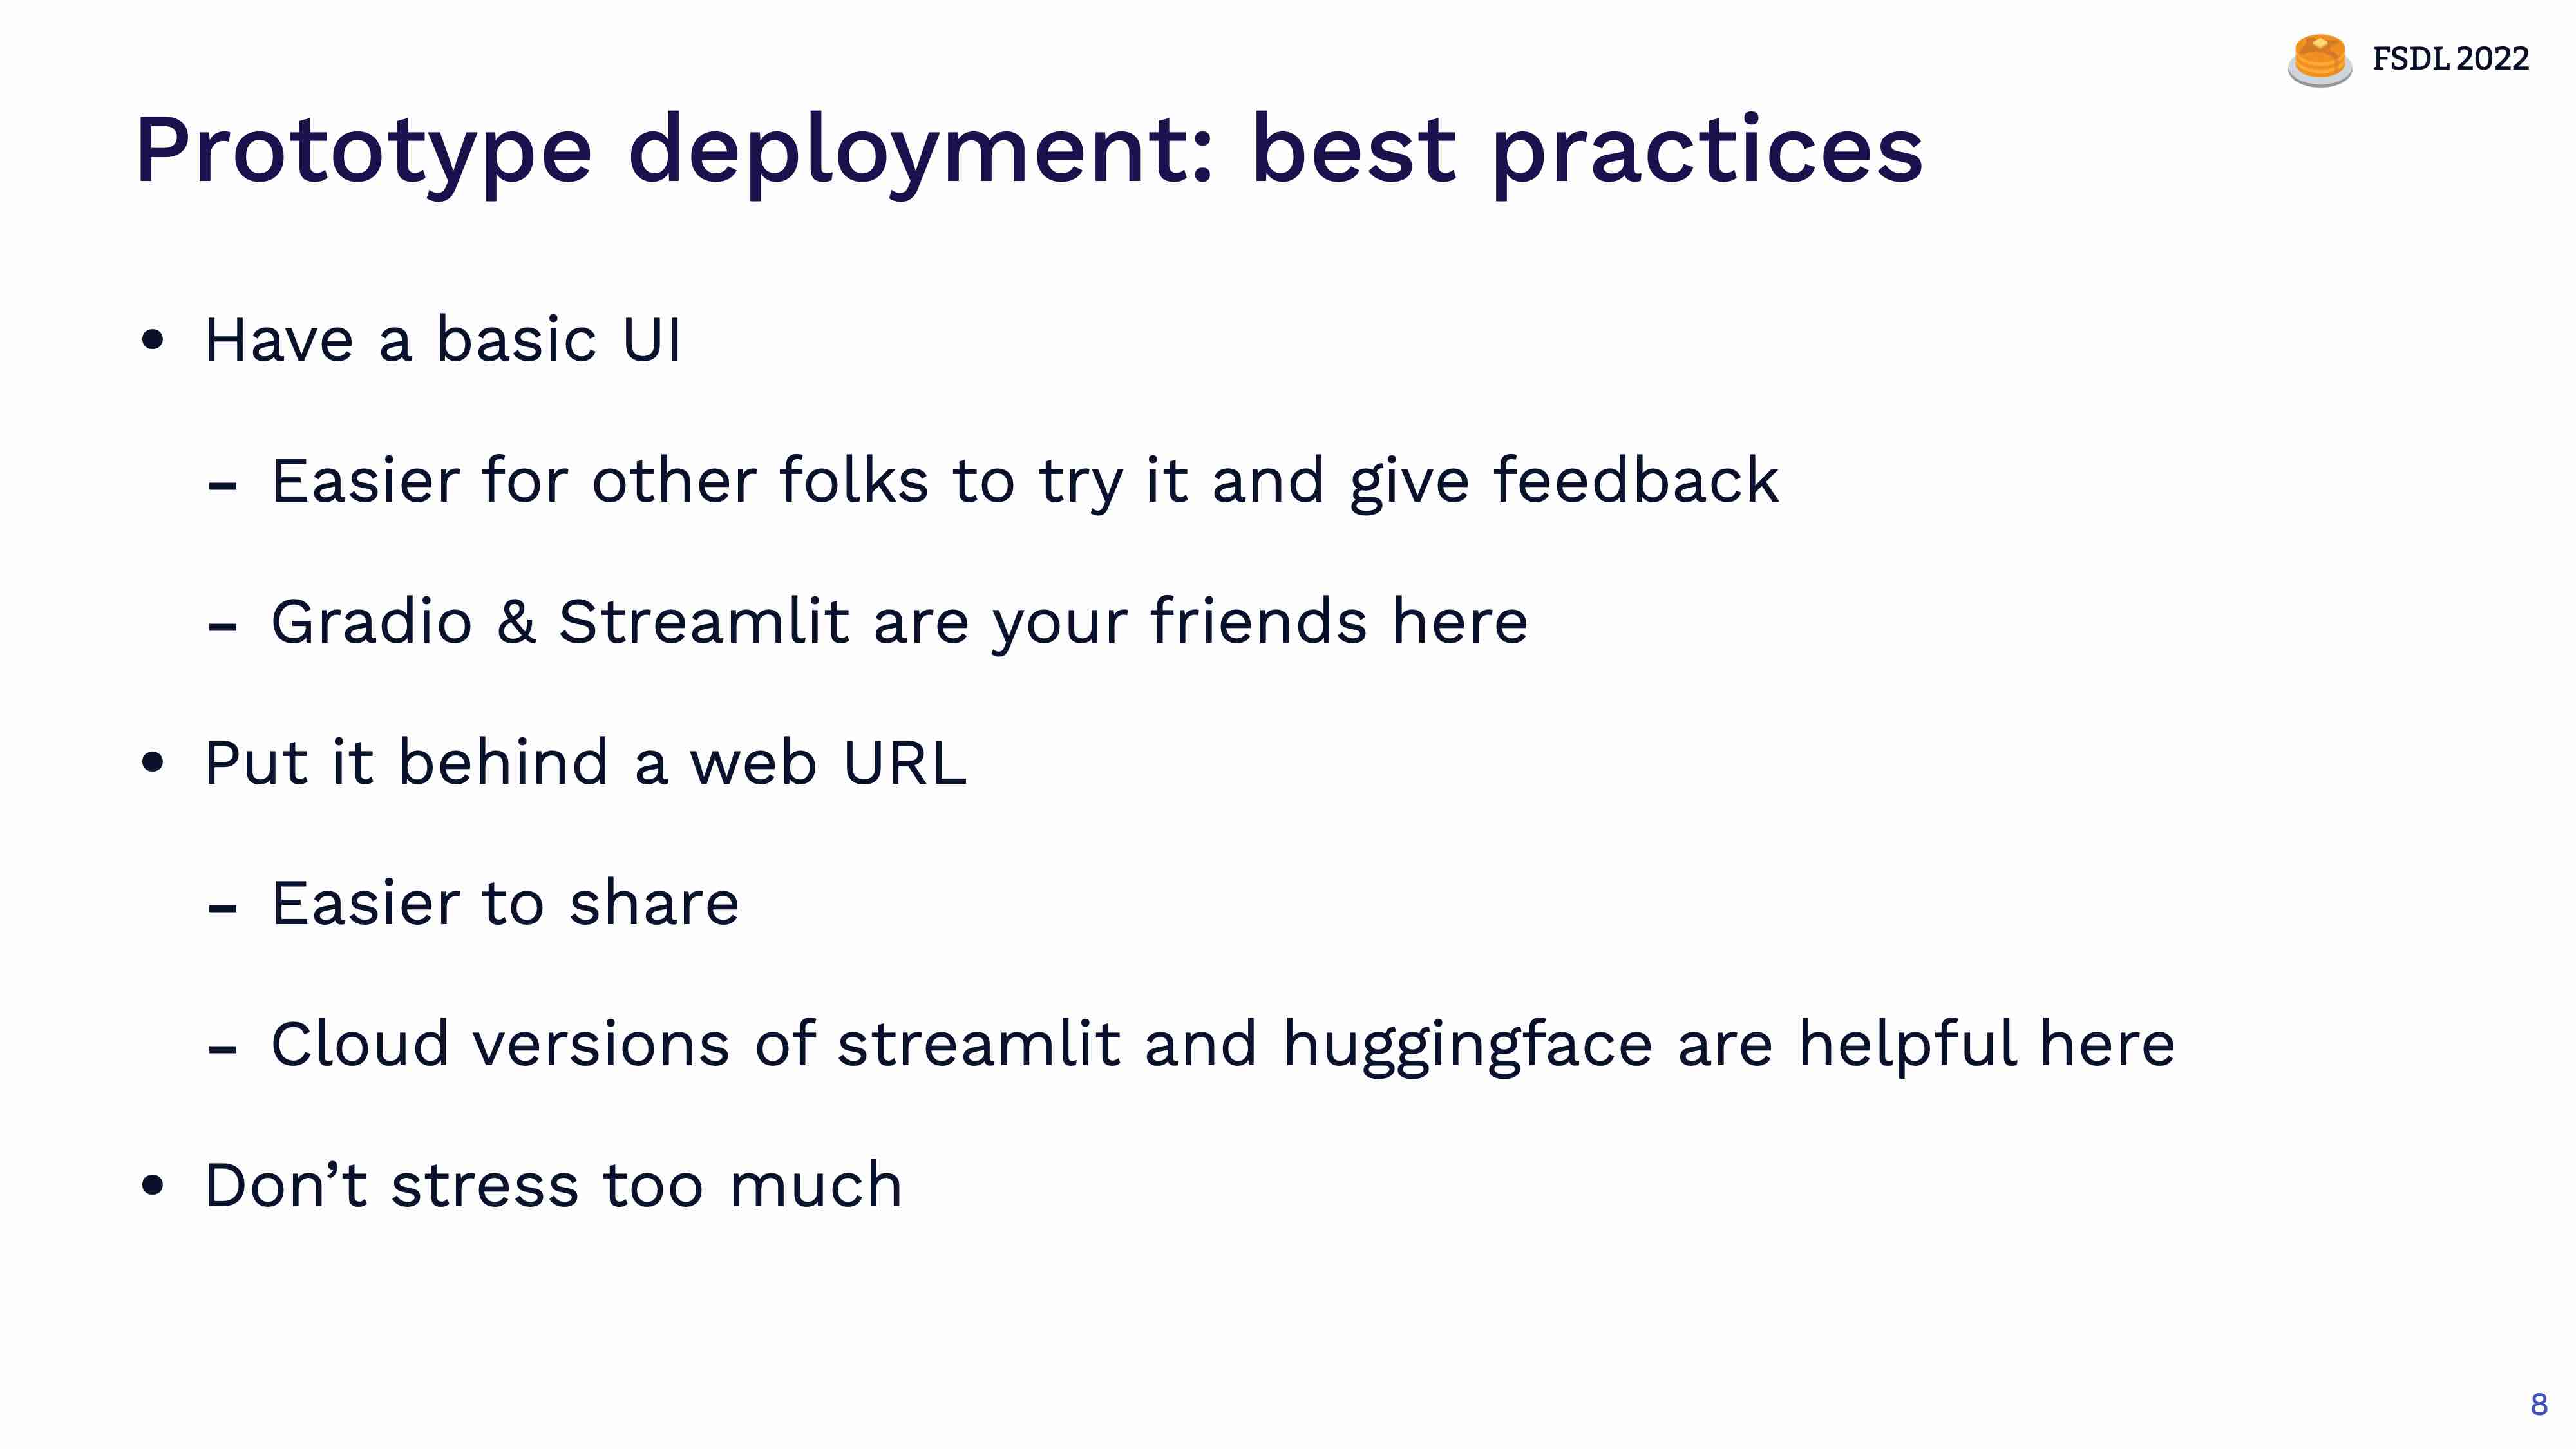 FSDL 2022
Prototype deployment: best practices
• Have a basic UI
- Easier for other folks to try it and give feedback
- Gradio & Streamlit are your friends here
• Put it behind a web URL
- Easier to share
- Cloud versions of streamlit and huggingface are helpful here
• Don’t stress too much
8